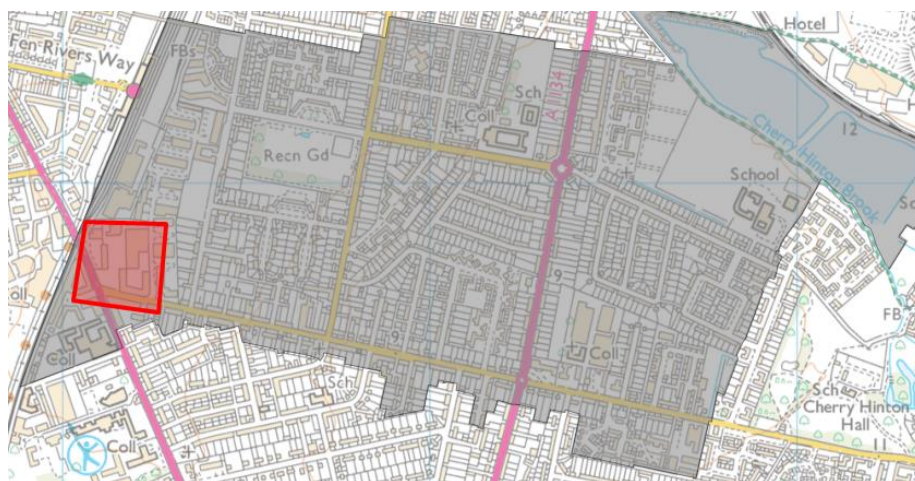 Hotel
Fen Rivers Way
FBs
Sch
Coll
A1134
Cherry Hinton Brook
12
Recn Gd
School
9
FB
Coll
Coll
9
Coll
Sch
Sch
Cherry Hinton
Hall
Coll
11